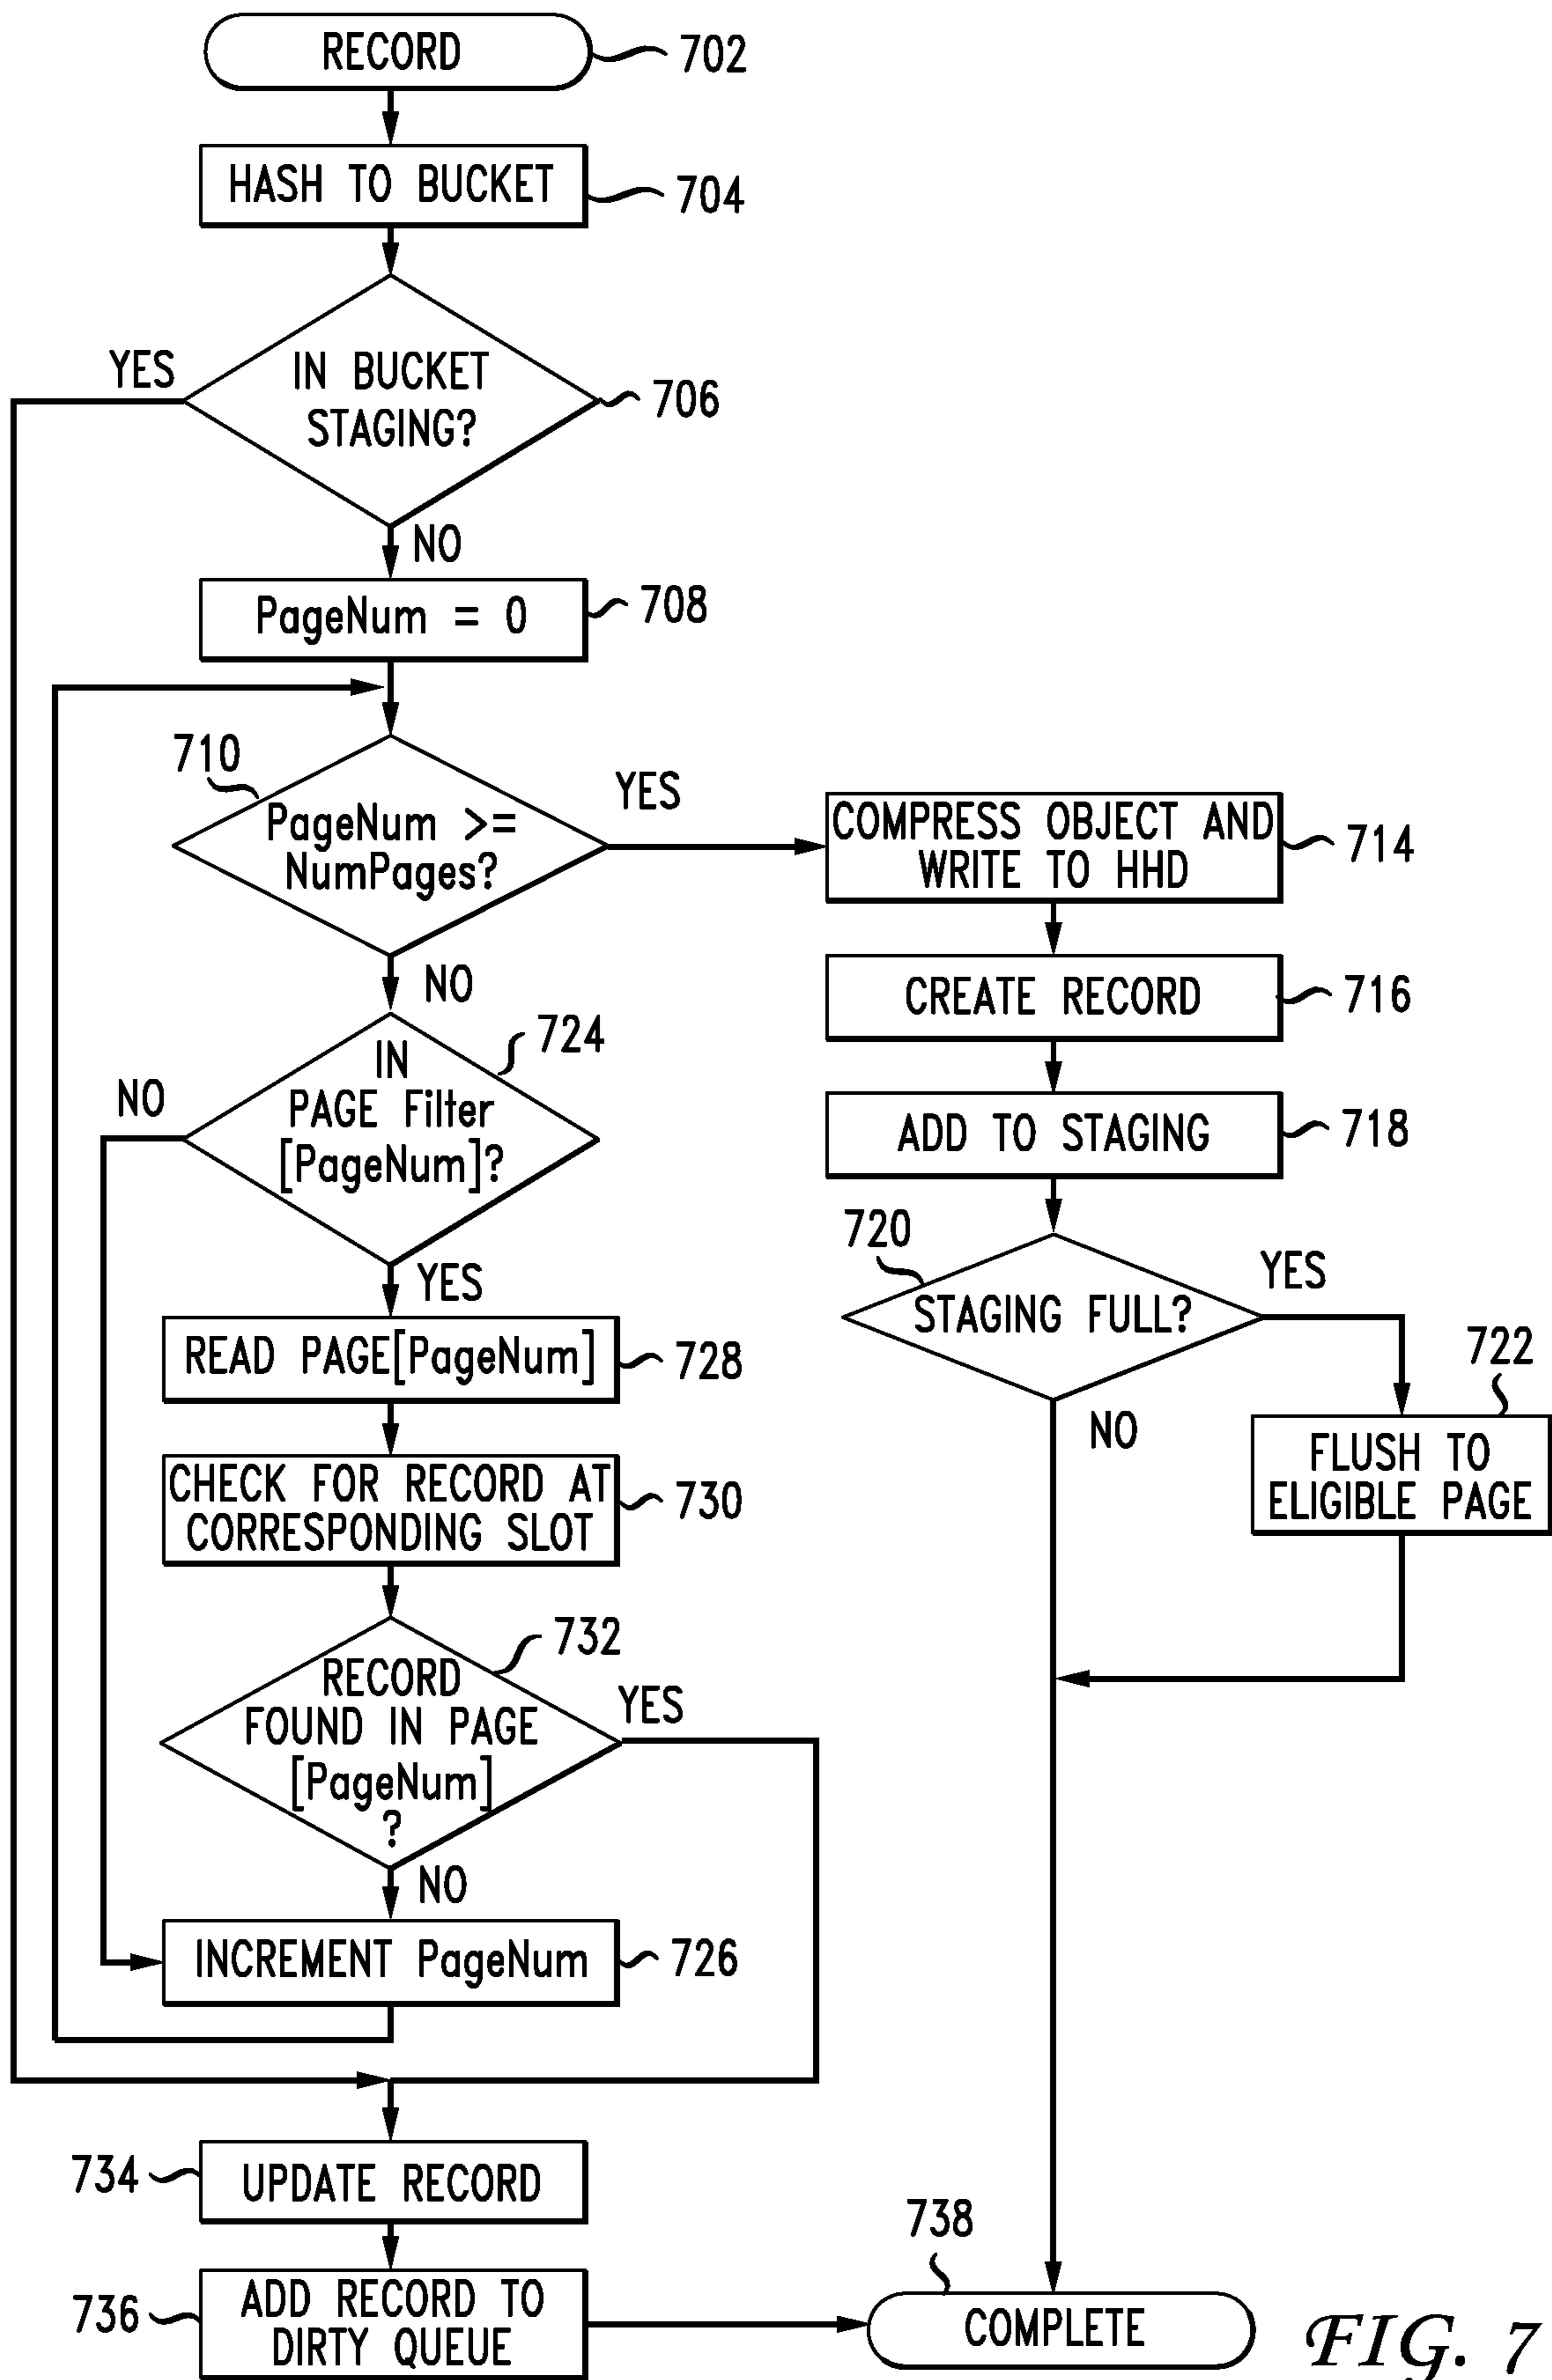 RECORD
702
HASH TO BUCKET
704
YES
IN BUCKET
STAGING?
706
NO
PageNum = 0
708
710
PageNum >=
NumPages?
YES
COMPRESS OBJECT AND
WRITE TO HHD
714
NO
CREATE RECORD
716
724
IN
PAGE Filter
[PageNum]?
NO
ADD TO STAGING
718
YES
720
STAGING FULL?
YES
READ PAGE[PageNum]
728
722
NO
FLUSH TO
ELIGIBLE PAGE
CHECK FOR RECORD AT
CORRESPONDING SLOT
730
732
RECORD
FOUND IN PAGE
[PageNum]
?
YES
NO
INCREMENT PageNum
726
734
UPDATE RECORD
738
736
ADD RECORD TO
DIRTY QUEUE
COMPLETE
FIG. 7